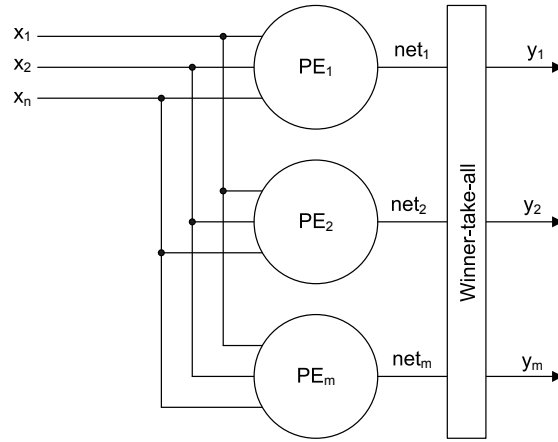 x₁
x₂
xₙ
PE₁
net₁
y₁
PE₂
net₂
y₂
PEₘ
netₘ
yₘ
Winner-take-all